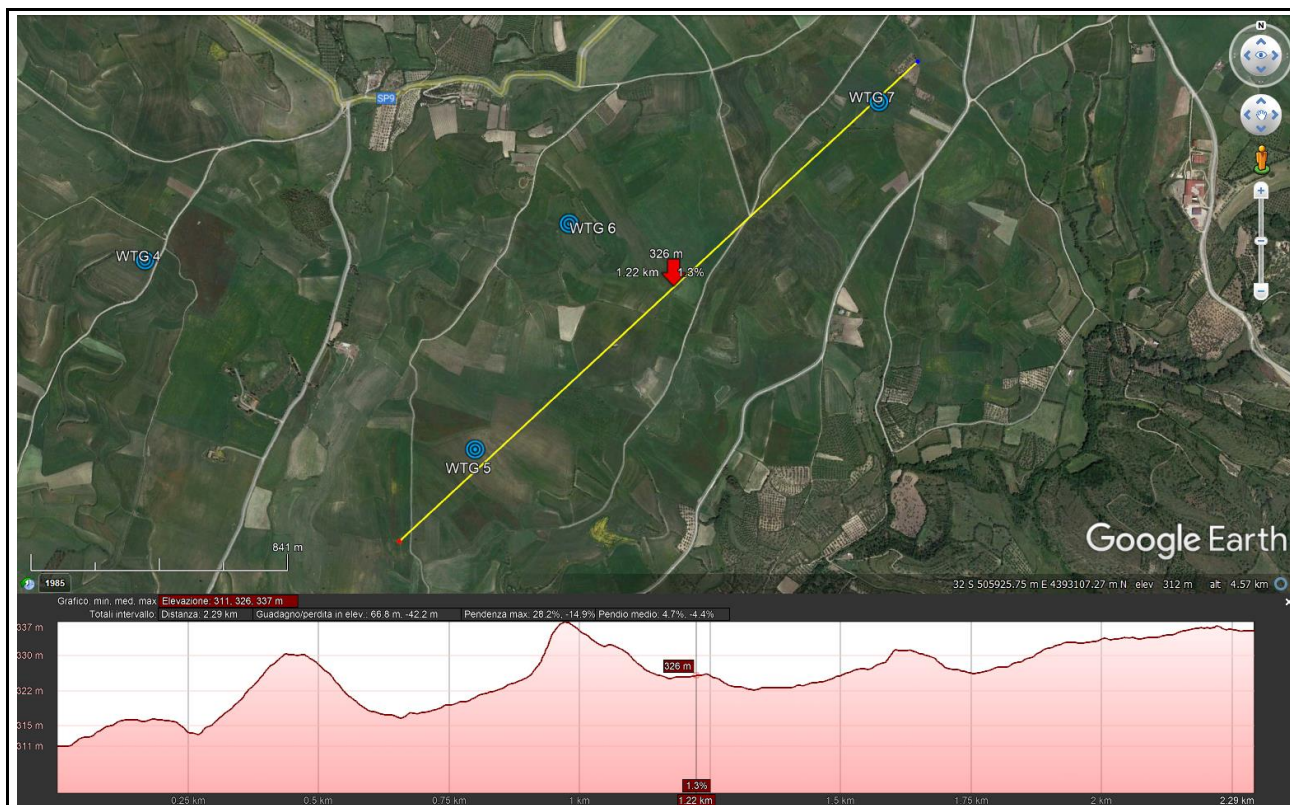 N
SP9
WTG 7
WTG 6
WTG 4
326 m
1.22 km 1.3%
WTG 5
841 m
Google Earth
1985
32 S 505925.75 m E 4393107.27 m N elev 312 m alt 4.57 km
Grafico: min, med, max Elevazione: 311, 326, 337 m
Totali intervallo: Distanza: 2.29 km Guadagno/perdita in elev.: 66.8 m, -42.2 m Pendenza max: 28.2%, -14.9% Pendio medio: 4.7%, -4.4%
337 m
330 m
322 m
315 m
311 m
326 m
1.3%
0.25 km 0.5 km 0.75 km 1 km 1.22 km 1.5 km 1.75 km 2 km 2.29 km